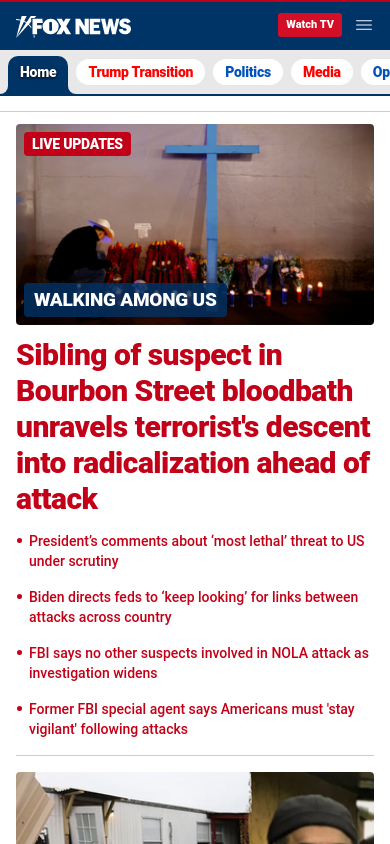 FOX NEWS
Watch TV
Home
Trump Transition
Politics
Media
Op
LIVE UPDATES
WALKING AMONG US
Sibling of suspect in
Bourbon Street bloodbath
unravels terrorist's descent
into radicalization ahead of
attack
• President’s comments about ‘most lethal’ threat to US
under scrutiny
• Biden directs feds to ‘keep looking’ for links between
attacks across country
• FBI says no other suspects involved in NOLA attack as
investigation widens
• Former FBI special agent says Americans must 'stay
vigilant' following attacks